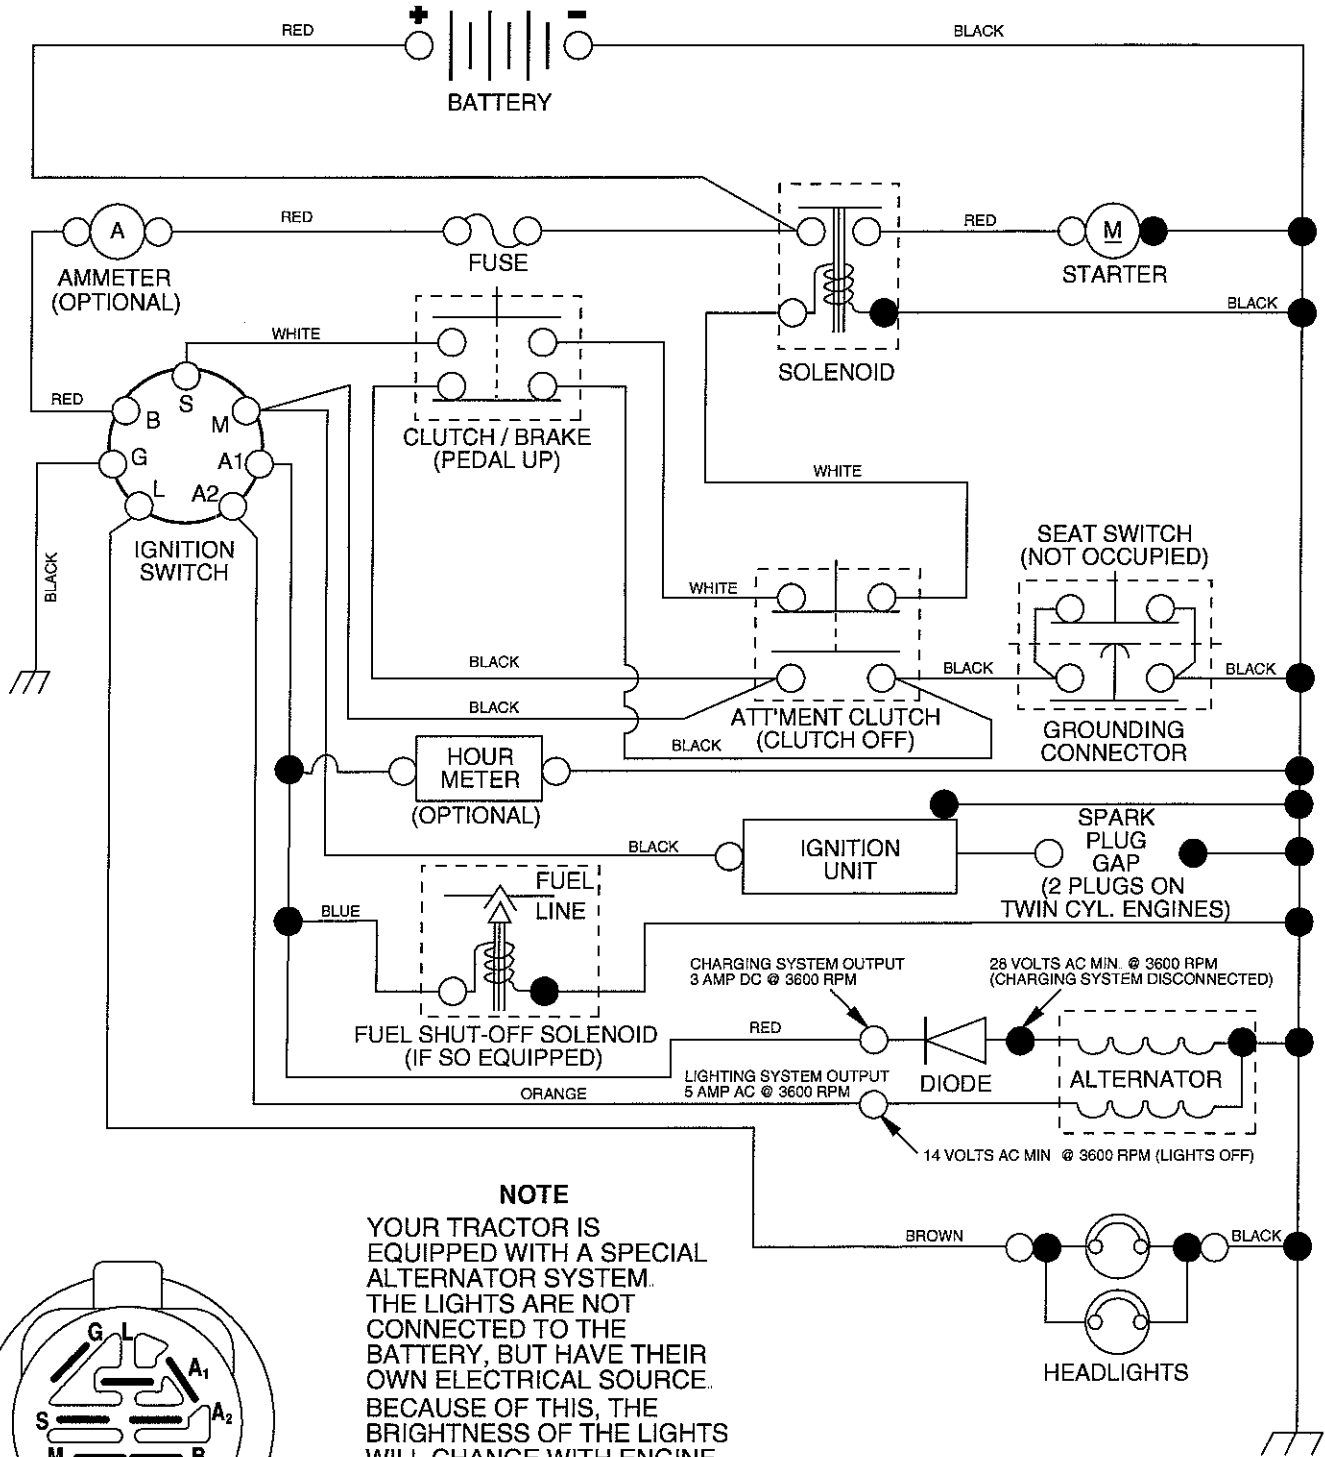 + −
RED
BLACK
BATTERY
A
RED
RED
M
AMMETER
(OPTIONAL)
FUSE
STARTER
WHITE
BLACK
SOLENOID
RED
S
B
M
G
A1
L
A2
CLUTCH / BRAKE
(PEDAL UP)
WHITE
IGNITION
SWITCH
BLACK
SEAT SWITCH
(NOT OCCUPIED)
WHITE
BLACK
BLACK
BLACK
BLACK
ATT'MENT CLUTCH
(CLUTCH OFF)
BLACK
GROUNDING
CONNECTOR
HOUR
METER
(OPTIONAL)
BLACK
IGNITION
UNIT
SPARK
PLUG
GAP
(2 PLUGS ON
TWIN CYL. ENGINES)
FUEL
LINE
BLUE
CHARGING SYSTEM OUTPUT
3 AMP DC @ 3600 RPM
28 VOLTS AC MIN. @ 3600 RPM
(CHARGING SYSTEM DISCONNECTED)
FUEL SHUT-OFF SOLENOID
(IF SO EQUIPPED)
RED
DIODE
ALTERNATOR
LIGHTING SYSTEM OUTPUT
5 AMP AC @ 3600 RPM
ORANGE
14 VOLTS AC MIN @ 3600 RPM (LIGHTS OFF)
NOTE
YOUR TRACTOR IS
EQUIPPED WITH A SPECIAL
ALTERNATOR SYSTEM.
THE LIGHTS ARE NOT
CONNECTED TO THE
BATTERY, BUT HAVE THEIR
OWN ELECTRICAL SOURCE.
BECAUSE OF THIS, THE
BRIGHTNESS OF THE LIGHTS
WILL CHANGE WITH ENGINE
BROWN
BLACK
HEADLIGHTS
G L
A₁
S
A₂
M
B